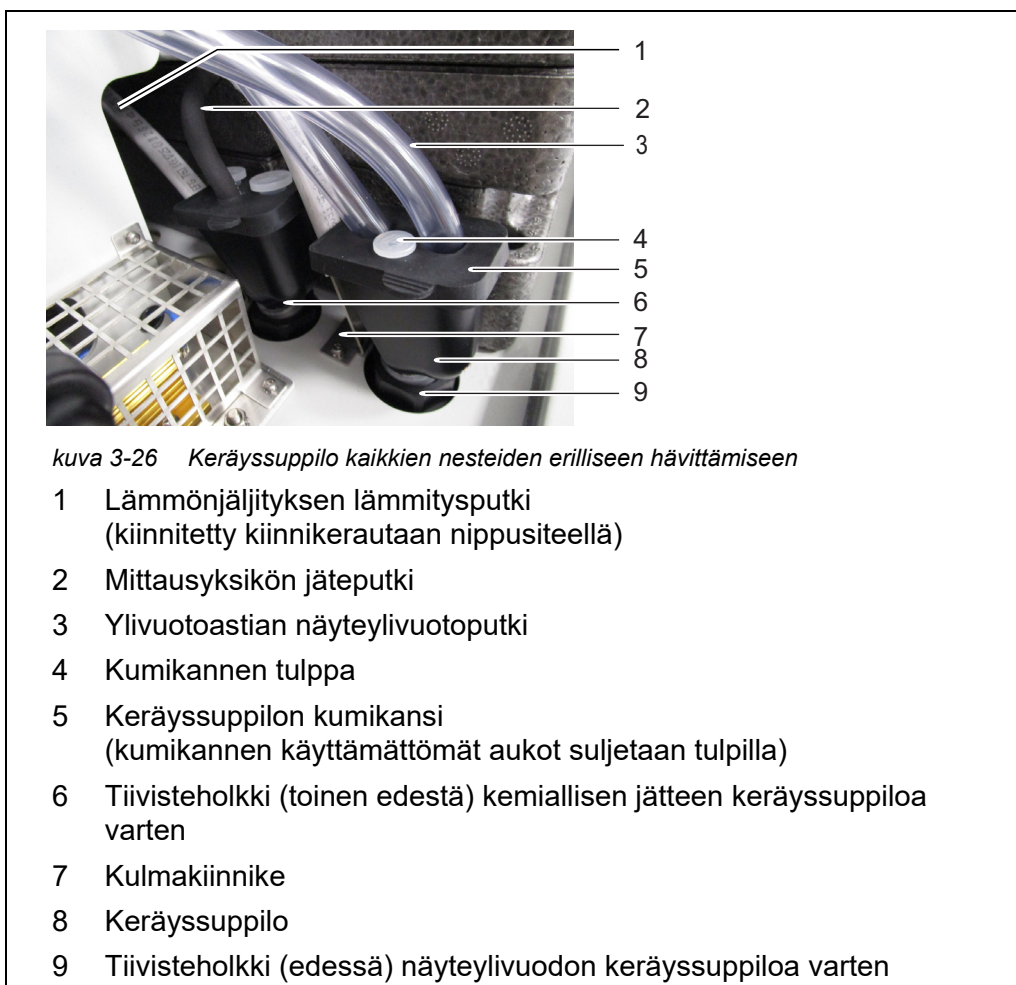 1
2
3
4
5
6
7
8
9
kuva 3-26 Keräyssuppilo kaikkien nesteiden erilliseen hävittämiseen
1 Lämmönjäljityksen lämmitysputki
(kiinnitetty kiinnikerautaan nippusiteellä)
2 Mittausyksikön jäteputki
3 Ylivuotoastian näyteylivuotoputki
4 Kumikannen tulppa
5 Keräyssuppilon kumikansi
(kumikannen käyttämättömät aukot suljetaan tulpilla)
6 Tiivisteholkki (toinen edestä) kemiallisen jätteen keräyssuppiloa
varten
7 Kulmakiinnike
8 Keräyssuppilo
9 Tiivisteholkki (edessä) näyteylivuodon keräyssuppiloa varten